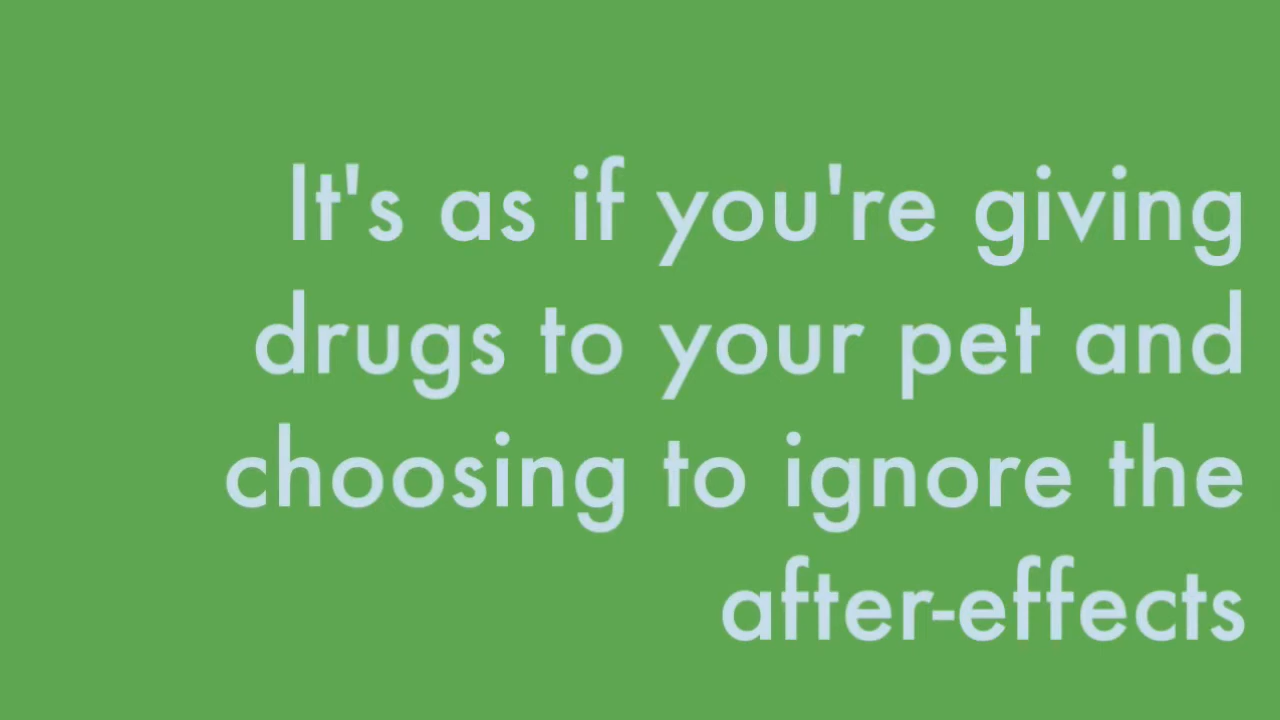 It's as if you're giving
drugs to your pet and
choosing to ignore the
after-effects